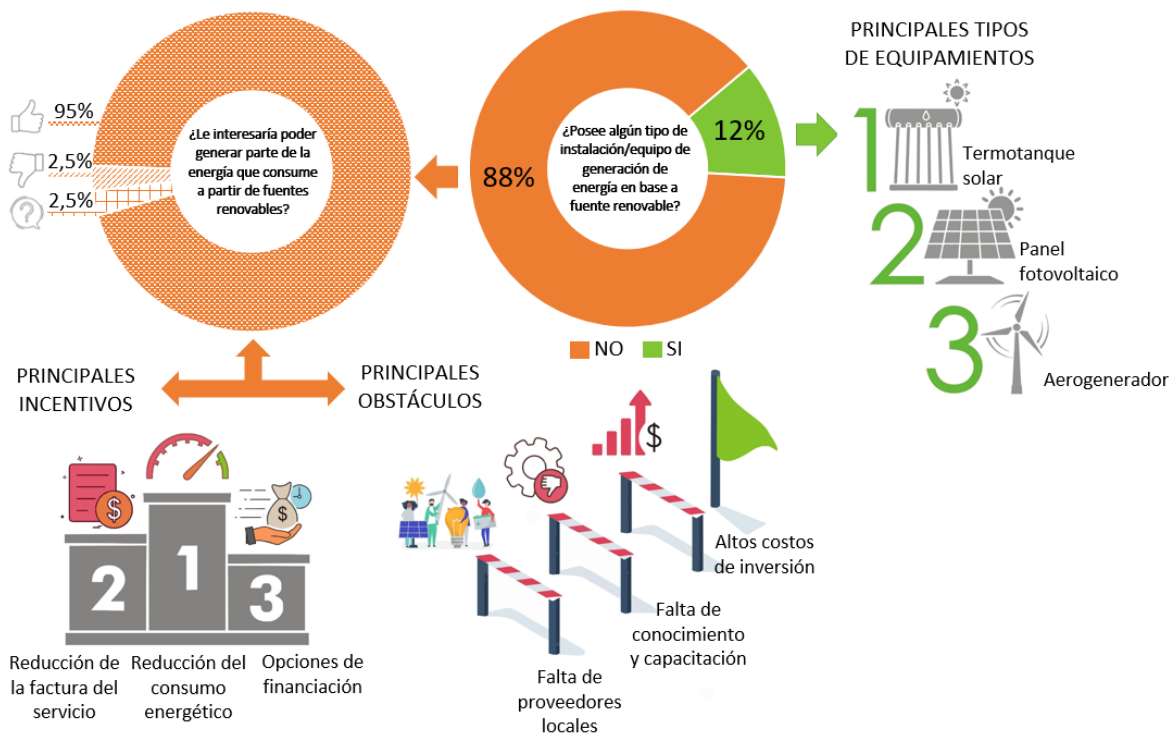 95%
2,5%
2,5%
¿Le interesaría poder
generar parte de la
energía que consume
a partir de fuentes
renovables?
88%
12%
¿Posee algún tipo de
instalación/equipo de
generación de
energía en base a
fuente renovable?
NO
SI
PRINCIPALES TIPOS
DE EQUIPAMIENTOS
1
Termotanque
solar
2
Panel
fotovoltaico
3
Aerogenerador
PRINCIPALES
INCENTIVOS
PRINCIPALES
OBSTÁCULOS
$
$
2
1
3
Reducción de
la factura del
servicio
Reducción del
consumo
energético
Opciones de
financiación
$
Altos costos
de inversión
Falta de
conocimiento
y capacitación
Falta de
proveedores
locales